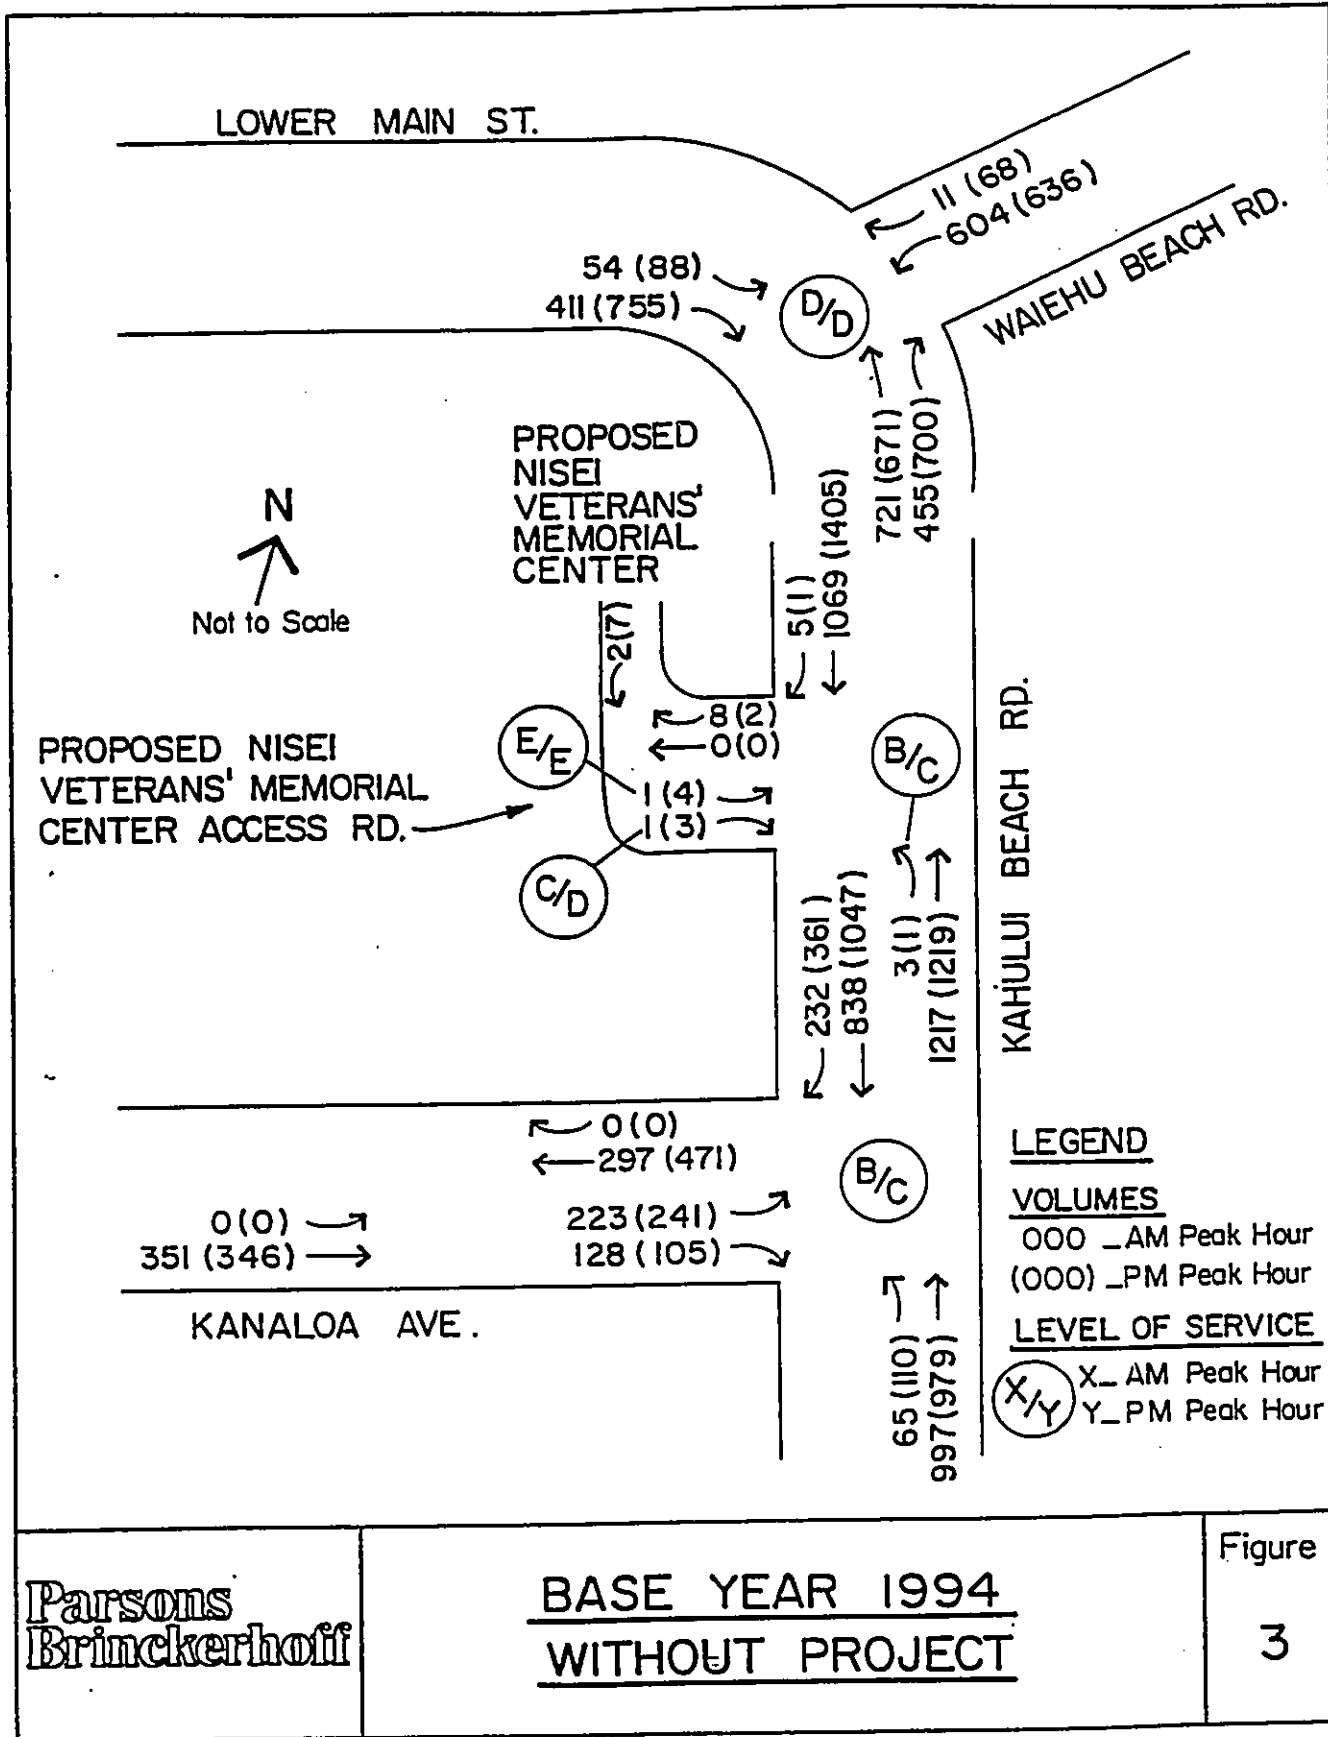 LOWER MAIN ST.
11 (68)
604 (636)
WAIEHU BEACH RD.
54 (88)
411 (755)
D/D
721 (671)
455 (700)
PROPOSED
NISEI
VETERANS'
MEMORIAL
CENTER
N
Not to Scale
5 (1)
1069 (1405)
2 (7)
8 (2)
0 (0)
E/E
B/C
PROPOSED NISEI
VETERANS' MEMORIAL
CENTER ACCESS RD.
1 (4)
1 (3)
C/D
KAHULUI BEACH RD.
232 (361)
838 (1047)
3 (1)
1217 (1219)
0 (0)
297 (471)
B/C
0 (0)
351 (346)
223 (241)
128 (105)
KANALOA AVE.
65 (110)
997 (979)
LEGEND
VOLUMES
000 _ AM Peak Hour
(000) _ PM Peak Hour
LEVEL OF SERVICE
X/Y
X_ AM Peak Hour
Y_ PM Peak Hour
Parsons
Brinckerhoff
BASE YEAR 1994
WITHOUT PROJECT
Figure
3